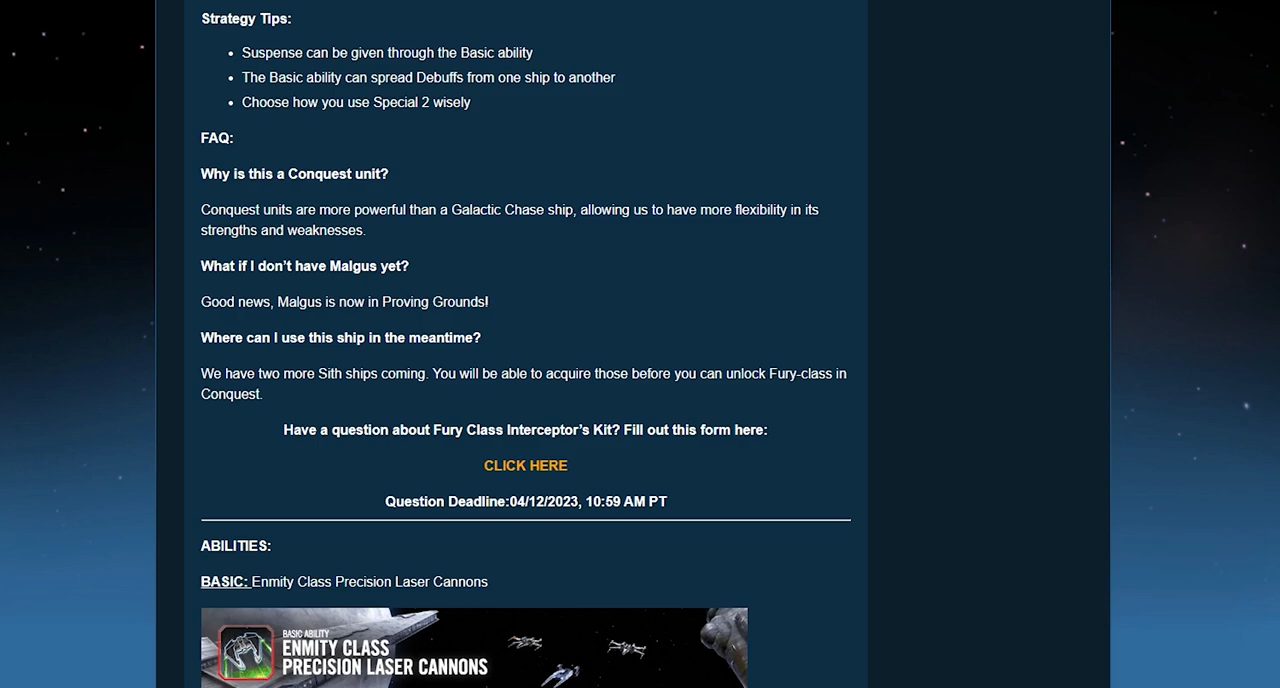 Strategy Tips:
• Suspense can be given through the Basic ability
• The Basic ability can spread Debuffs from one ship to another
• Choose how you use Special 2 wisely
FAQ:
Why is this a Conquest unit?
Conquest units are more powerful than a Galactic Chase ship, allowing us to have more flexibility in its
strengths and weaknesses.
What if I don’t have Malgus yet?
Good news, Malgus is now in Proving Grounds!
Where can I use this ship in the meantime?
We have two more Sith ships coming. You will be able to acquire those before you can unlock Fury-class in
Conquest.
Have a question about Fury Class Interceptor’s Kit? Fill out this form here:
CLICK HERE
Question Deadline:04/12/2023, 10:59 AM PT
ABILITIES:
BASIC: Enmity Class Precision Laser Cannons
BASIC ABILITY
ENMITY CLASS
PRECISION LASER CANNONS